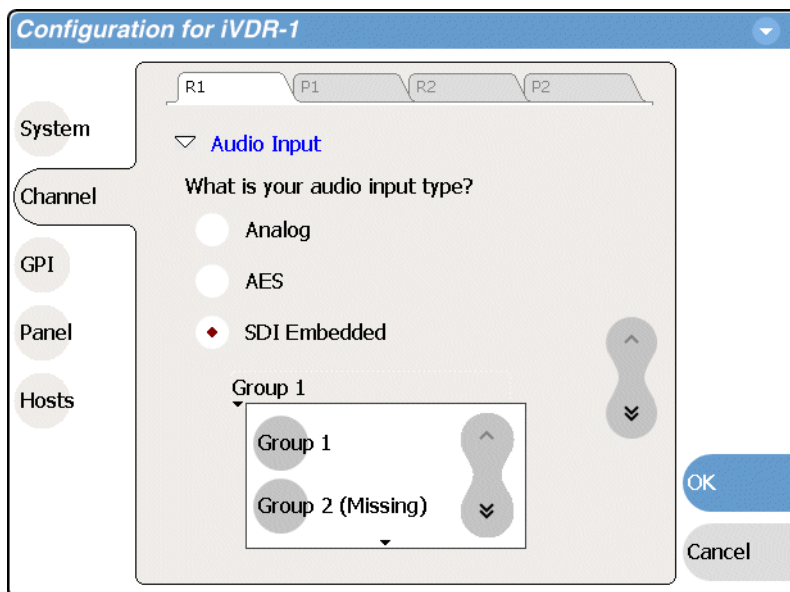 Configuration for iVDR-1
R1
P1
R2
P2
System
Channel
GPI
Panel
Hosts
Audio Input
What is your audio input type?
Analog
AES
SDI Embedded
Group 1
Group 1
Group 2 (Missing)
OK
Cancel